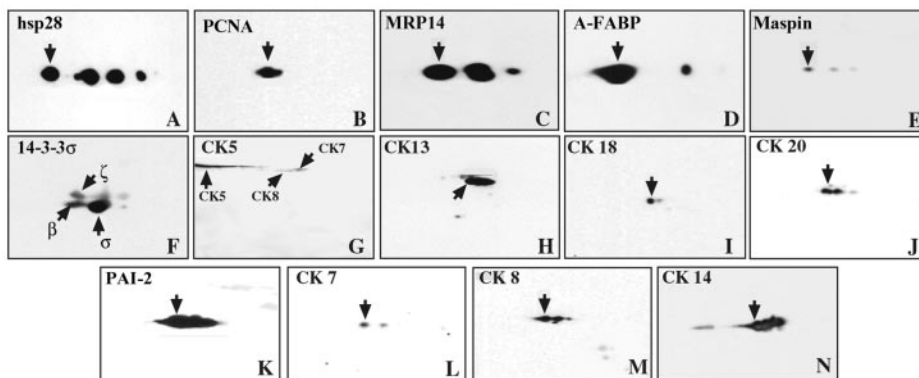 hsp28
A
PCNA
B
MRP14
C
A-FABP
D
Maspin
E
14-3-3σ
ζ
β
σ
F
CK5
CK7
CK5
CK8
G
CK13
H
CK 18
I
CK 20
J
PAI-2
K
CK 7
L
CK 8
M
CK 14
N